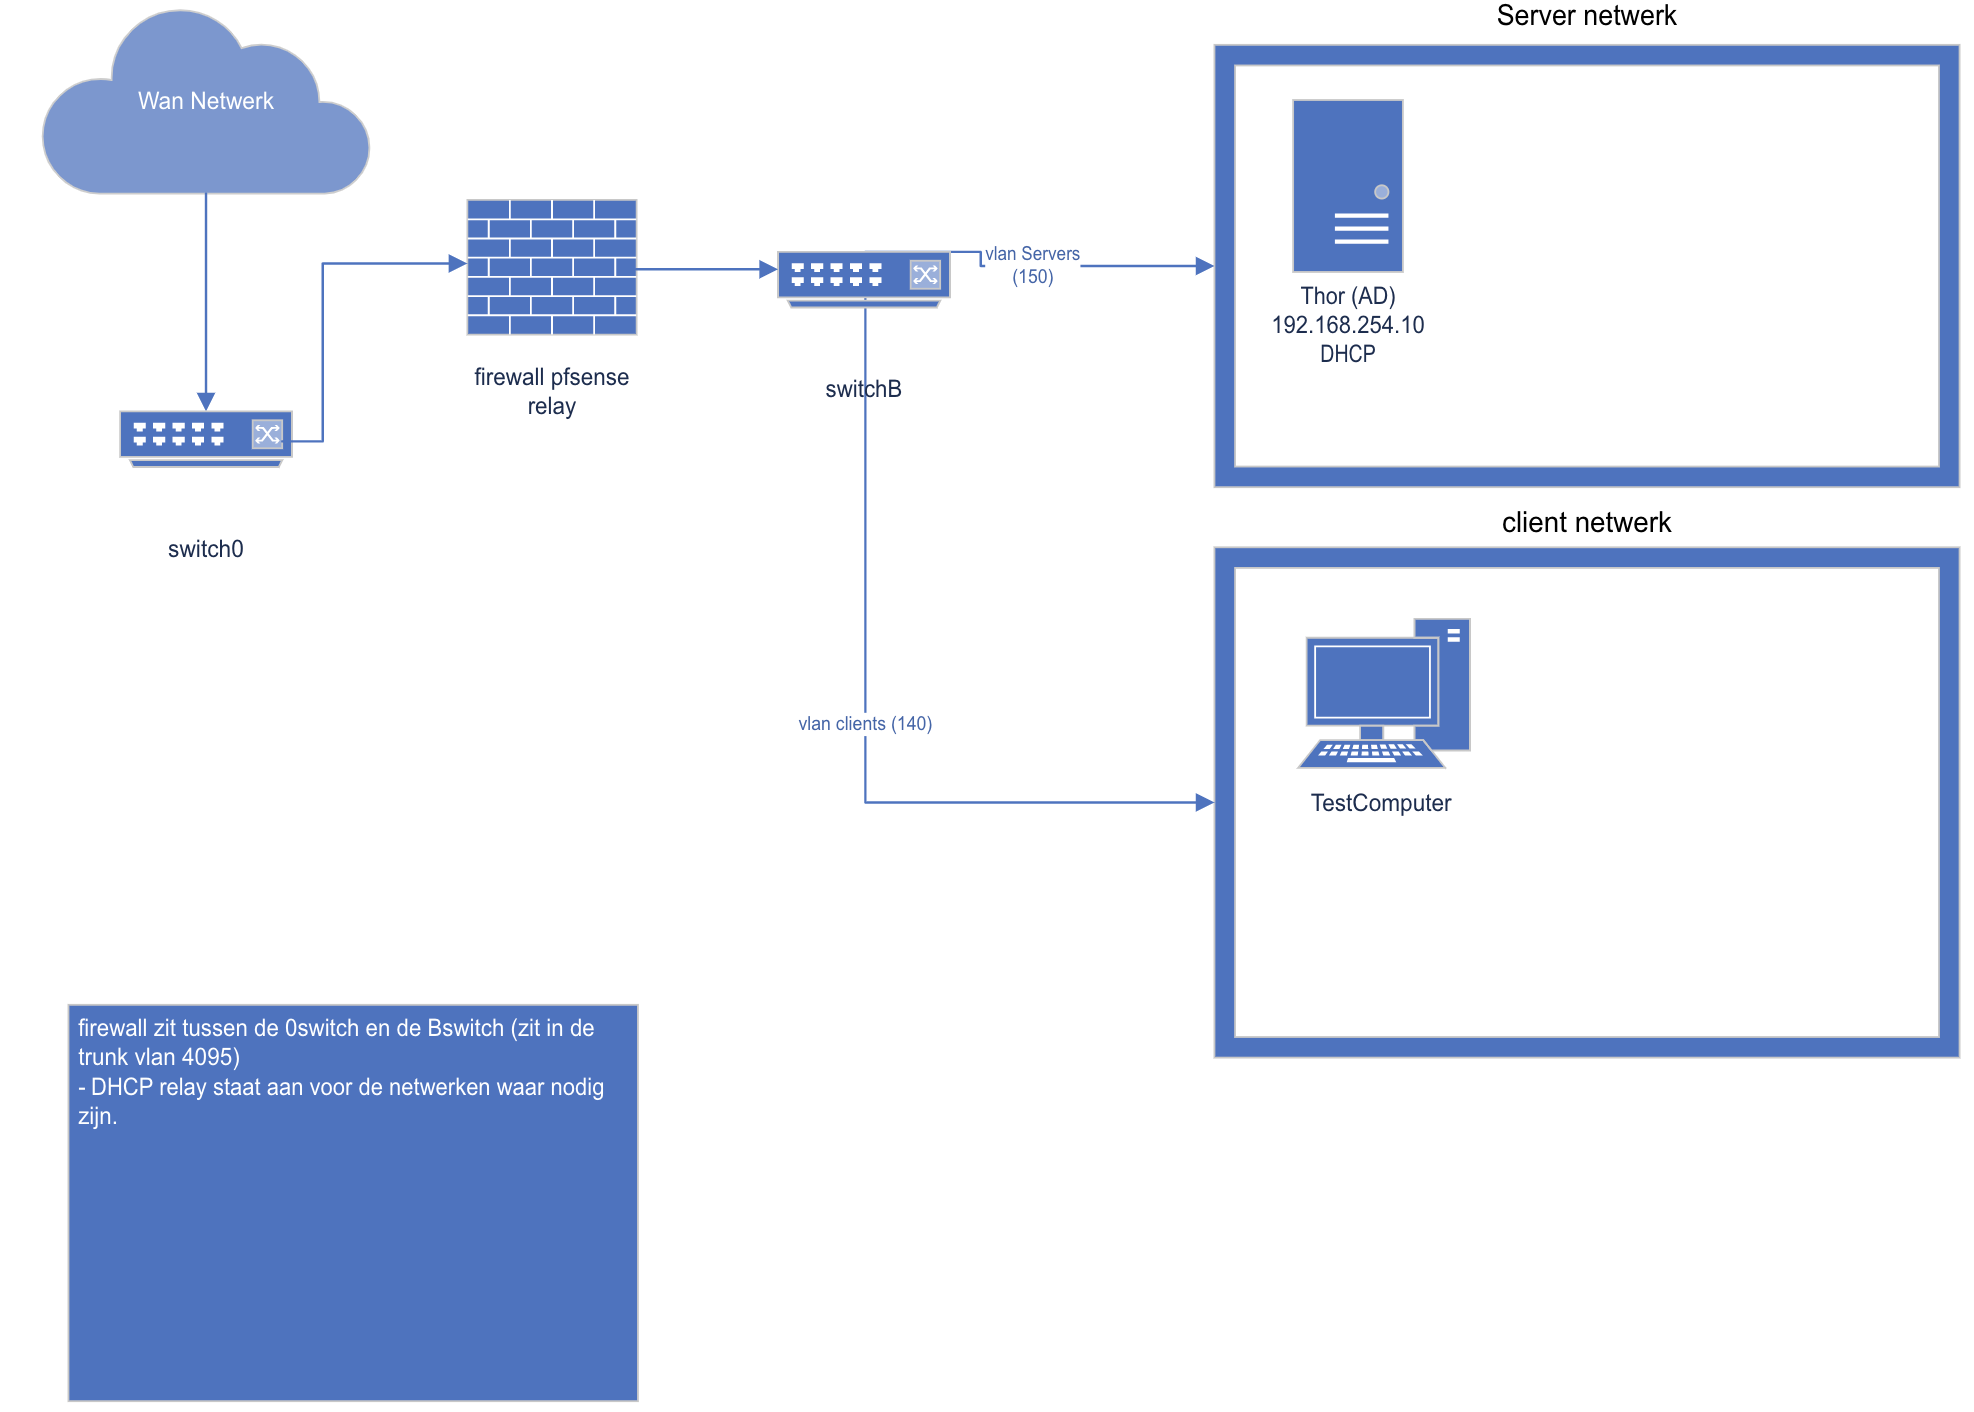 Server netwerk
Wan Netwerk
vlan Servers
(150)
Thor (AD)
192.168.254.10
DHCP
firewall pfsense
relay
switchB
switch0
client netwerk
vlan clients (140)
TestComputer
firewall zit tussen de 0switch en de Bswitch (zit in de
trunk vlan 4095)
- DHCP relay staat aan voor de netwerken waar nodig
zijn.